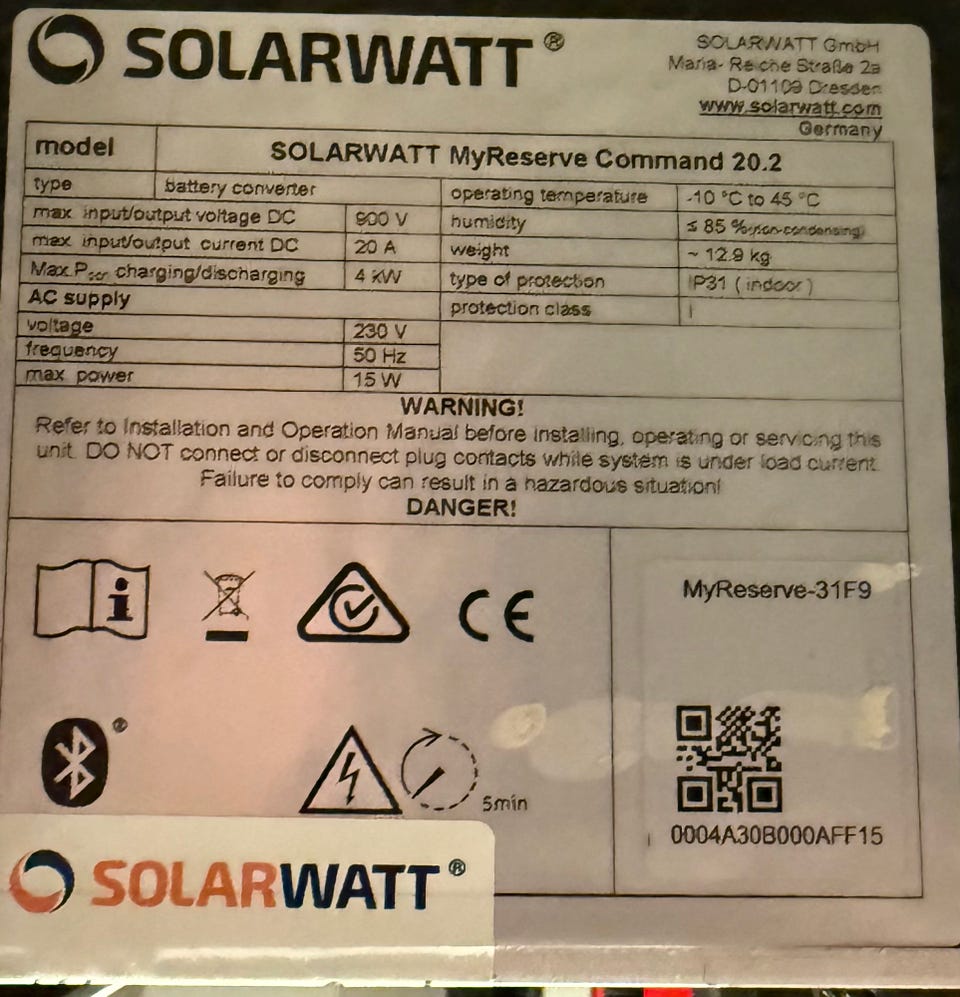 SOLARWATT®
SOLARWATT GmbH
Maria- Reiche Straße 2a
D-01109 Dresden
www.solarwatt.com
Germany
model SOLARWATT MyReserve Command 20.2
type battery converter
max input/output voltage DC 900 V
max input/output current DC 20 A
Max. charging/discharging 4 kW
AC supply
voltage 230 V
frequency 50 Hz
max power 15 W
operating temperature -10 °C to 45 °C
humidity ≤ 85 % (non-condensing)
weight ~ 12.9 kg
type of protection IP31 ( indoor )
protection class I
WARNING!
Refer to Installation and Operation Manual before installing, operating or servicing this
unit. DO NOT connect or disconnect plug contacts while system is under load current.
Failure to comply can result in a hazardous situation!
DANGER!
CE
MyReserve-31F9
5min
0004A30B000AFF15
SOLARWATT®